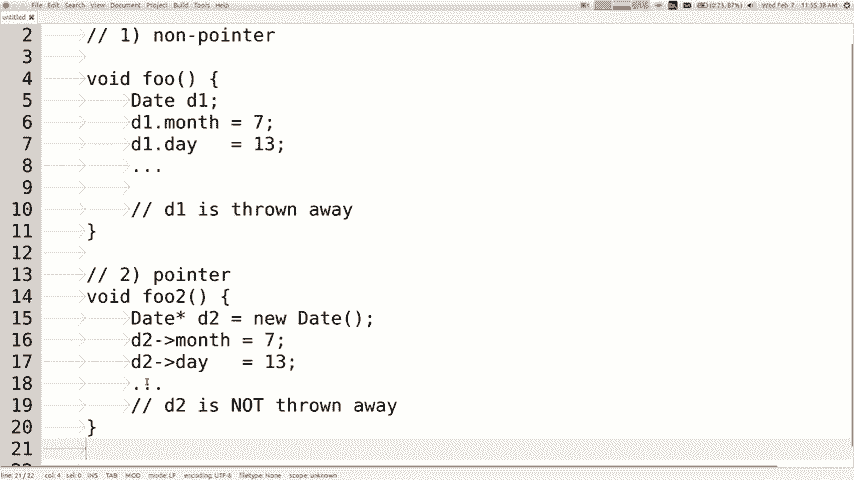 File Edit Search View Document Project Build Tools Help
Wed Feb 7 11:55:38 AM
untitled
2 // 1) non-pointer
3
4 void foo() {
5 Date d1;
6 d1.month = 7;
7 d1.day = 13;
8 ...
9
10 // d1 is thrown away
11 }
12
13 // 2) pointer
14 void foo2() {
15 Date* d2 = new Date();
16 d2->month = 7;
17 d2->day = 13;
18 ...
19 // d2 is NOT thrown away
20 }
21
line: 21 / 22 col: 4 sel: 0 INS TAB MOD mode: LF encoding: UTF-8 filetype: None scope: unknown